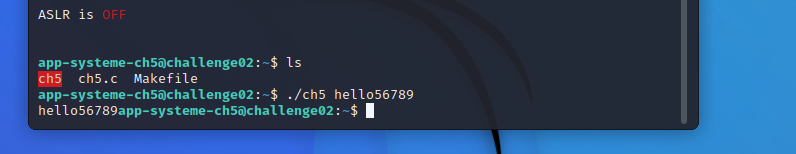 ASLR is OFF
app-systeme-ch5@challenge02:~$ ls
ch5  ch5.c  Makefile
app-systeme-ch5@challenge02:~$ ./ch5 hello56789
hello56789app-systeme-ch5@challenge02:~$